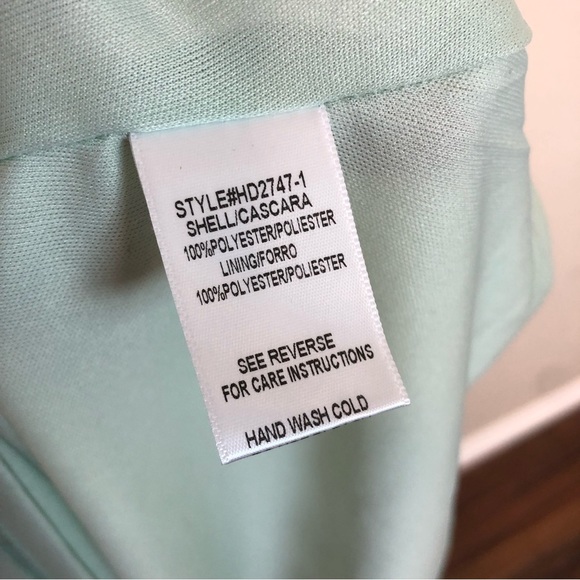 STYLE#HD2747-1
SHELL/CASCARA
100%POLYESTER/POLIESTER
LINING/FORRO
100%POLYESTER/POLIESTER
SEE REVERSE
FOR CARE INSTRUCTIONS
HAND WASH COLD